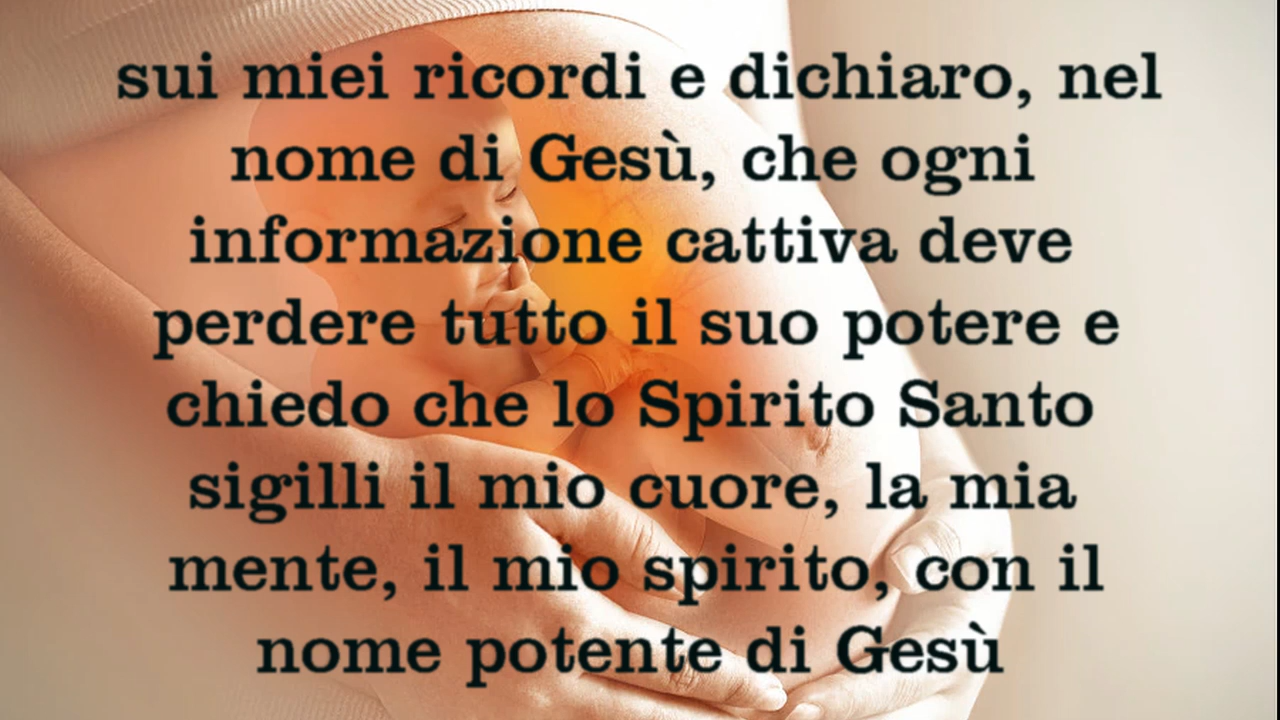 sui miei ricordi e dichiaro, nel
nome di Gesù, che ogni
informazione cattiva deve
perdere tutto il suo potere e
chiedo che lo Spirito Santo
sigilli il mio cuore, la mia
mente, il mio spirito, con il
nome potente di Gesù